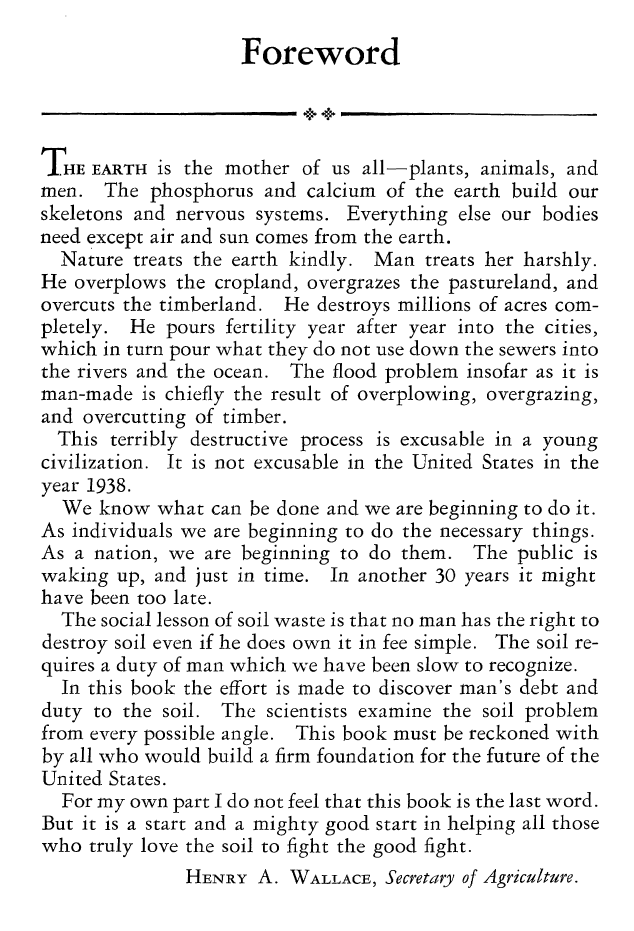 Foreword
THE EARTH is the mother of us all—plants, animals, and
men. The phosphorus and calcium of the earth build our
skeletons and nervous systems. Everything else our bodies
need except air and sun comes from the earth.
Nature treats the earth kindly. Man treats her harshly.
He overplows the cropland, overgrazes the pastureland, and
overcuts the timberland. He destroys millions of acres com-
pletely. He pours fertility year after year into the cities,
which in turn pour what they do not use down the sewers into
the rivers and the ocean. The flood problem insofar as it is
man-made is chiefly the result of overplowing, overgrazing,
and overcutting of timber.
This terribly destructive process is excusable in a young
civilization. It is not excusable in the United States in the
year 1938.
We know what can be done and we are beginning to do it.
As individuals we are beginning to do the necessary things.
As a nation, we are beginning to do them. The public is
waking up, and just in time. In another 30 years it might
have been too late.
The social lesson of soil waste is that no man has the right to
destroy soil even if he does own it in fee simple. The soil re-
quires a duty of man which we have been slow to recognize.
In this book the effort is made to discover man's debt and
duty to the soil. The scientists examine the soil problem
from every possible angle. This book must be reckoned with
by all who would build a firm foundation for the future of the
United States.
For my own part I do not feel that this book is the last word.
But it is a start and a mighty good start in helping all those
who truly love the soil to fight the good fight.
HENRY A. WALLACE, Secretary of Agriculture.